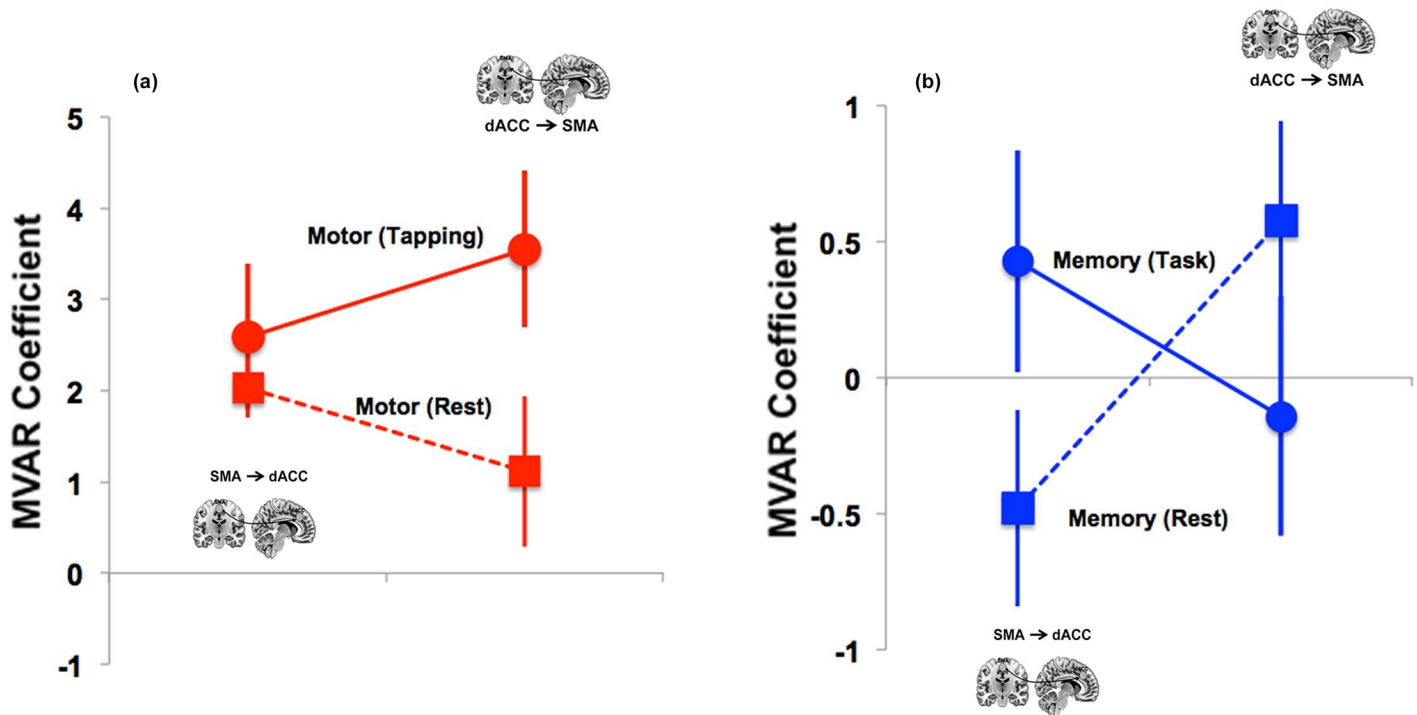 (a)
dACC → SMA
5
4
3
2
1
0
-1
MVAR Coefficient
Motor (Tapping)
Motor (Rest)
SMA → dACC
(b)
dACC → SMA
1
0.5
0
-0.5
-1
MVAR Coefficient
Memory (Task)
Memory (Rest)
SMA → dACC